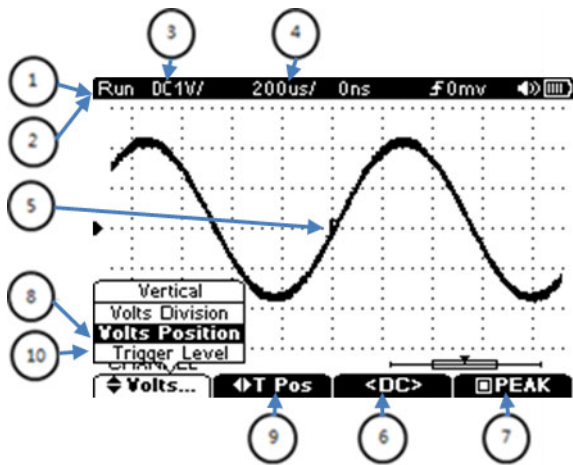 3 4
1
Run DC1V/ 200us/ 0ns 0mv
2
5
8
Vertical
Volts Division
Volts Position
Trigger Level
10
CHANNEL
Volts... T Pos <DC> PEAK
9 6 7